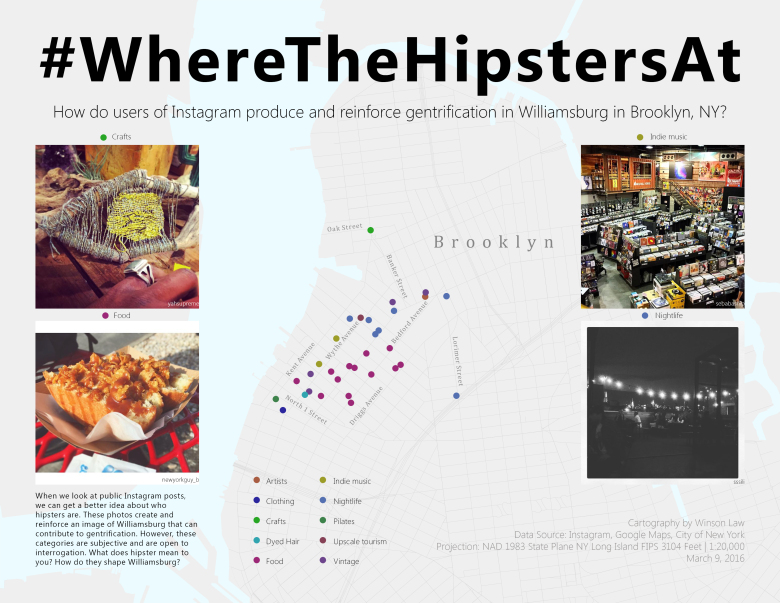 #WhereTheHipstersAt
How do users of Instagram produce and reinforce gentrification in Williamsburg in Brooklyn, NY?
Crafts
Indie music
yafsupreme
Food
Nightlife
newyorkguy_b
Oak Street
Brooklyn
Banker Street
Bedford Avenue
Wythe Avenue
Kent Avenue
Lorimer Street
North 1 Street
Driggs Avenue
When we look at public Instagram posts,
we can get a better idea about who
hipsters are. These photos create and
reinforce an image of Williamsburg that can
contribute to gentrification. However, these
categories are subjective and are open to
interrogation. What does hipster mean to
you? How do they shape Williamsburg?
Artists
Clothing
Crafts
Dyed Hair
Food
Indie music
Nightlife
Pilates
Upscale tourism
Vintage
Cartography by Winson Law
Data Source: Instagram, Google Maps, City of New York
Projection: NAD 1983 State Plane NY Long Island FIPS 3104 Feet | 1:20,000
March 9, 2016